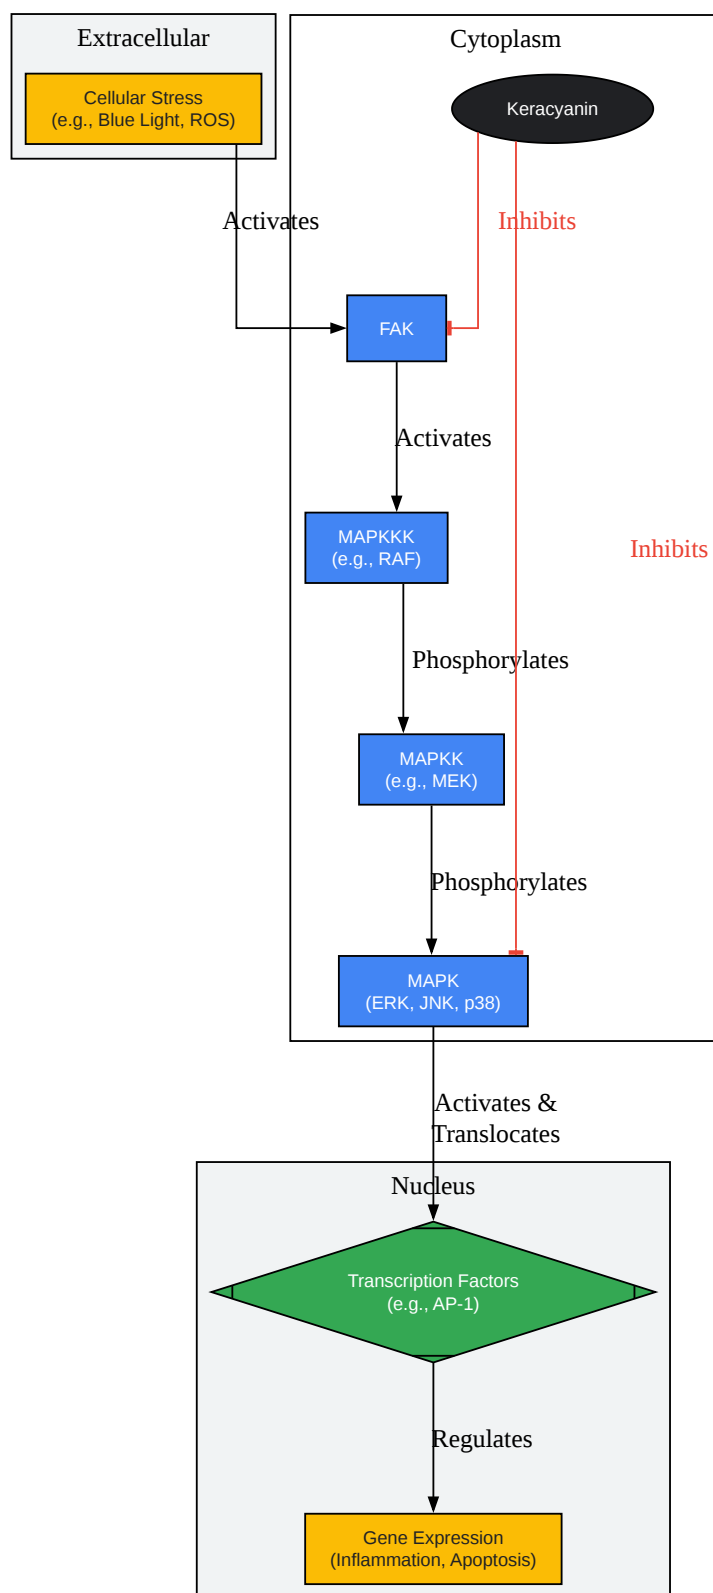 Extracellular
Cytoplasm
Cellular Stress
(e.g., Blue Light, ROS)
Keracyanin
Activates
Inhibits
FAK
Activates
MAPKKK
(e.g., RAF)
Inhibits
Phosphorylates
MAPKK
(e.g., MEK)
Phosphorylates
MAPK
(ERK, JNK, p38)
Activates &
Translocates
Nucleus
Transcription Factors
(e.g., AP-1)
Regulates
Gene Expression
(Inflammation, Apoptosis)